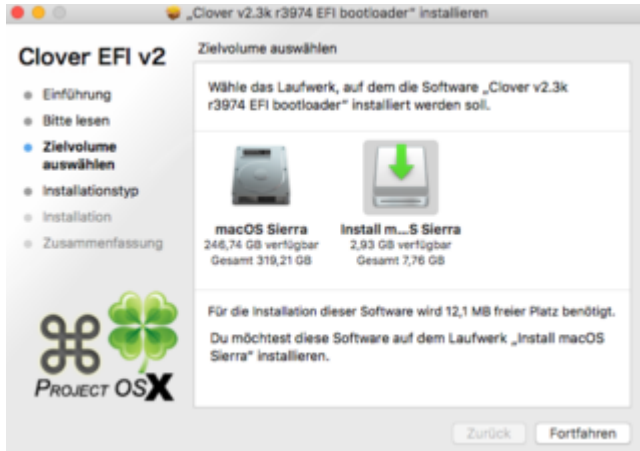 „Clover v2.3k r3974 EFI bootloader“ installieren
Clover EFI v2
Einführung
Bitte lesen
Zielvolume
auswählen
Installationstyp
Installation
Zusammenfassung
PROJECT OSX
Zielvolume auswählen
Wähle das Laufwerk, auf dem die Software „Clover v2.3k
r3974 EFI bootloader“ installiert werden soll.
macOS Sierra
246,74 GB verfügbar
Gesamt 319,21 GB
Install m...S Sierra
2,93 GB verfügbar
Gesamt 7,76 GB
Für die Installation dieser Software wird 12,1 MB freier Platz benötigt.
Du möchtest diese Software auf dem Laufwerk „Install macOS
Sierra“ installieren.
Zurück
Fortfahren